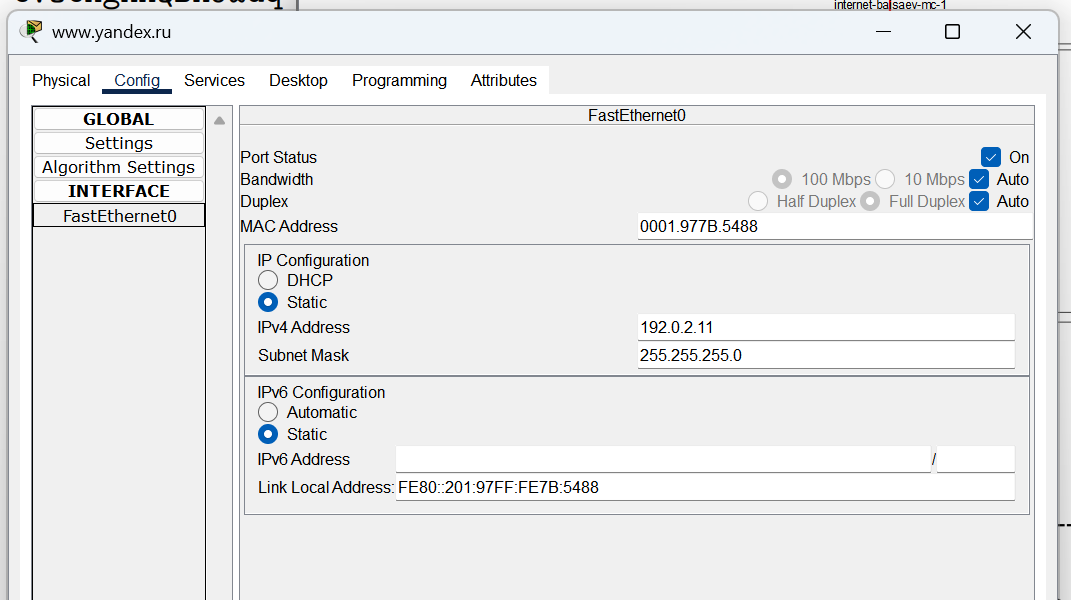 internet-balsaev-mc-1
www.yandex.ru
Physical Config Services Desktop Programming Attributes
GLOBAL
Settings
Algorithm Settings
INTERFACE
FastEthernet0
FastEthernet0
Port Status On
Bandwidth 100 Mbps 10 Mbps Auto
Duplex Half Duplex Full Duplex Auto
MAC Address 0001.977B.5488
IP Configuration
DHCP
Static
IPv4 Address 192.0.2.11
Subnet Mask 255.255.255.0
IPv6 Configuration
Automatic
Static
IPv6 Address /
Link Local Address: FE80::201:97FF:FE7B:5488